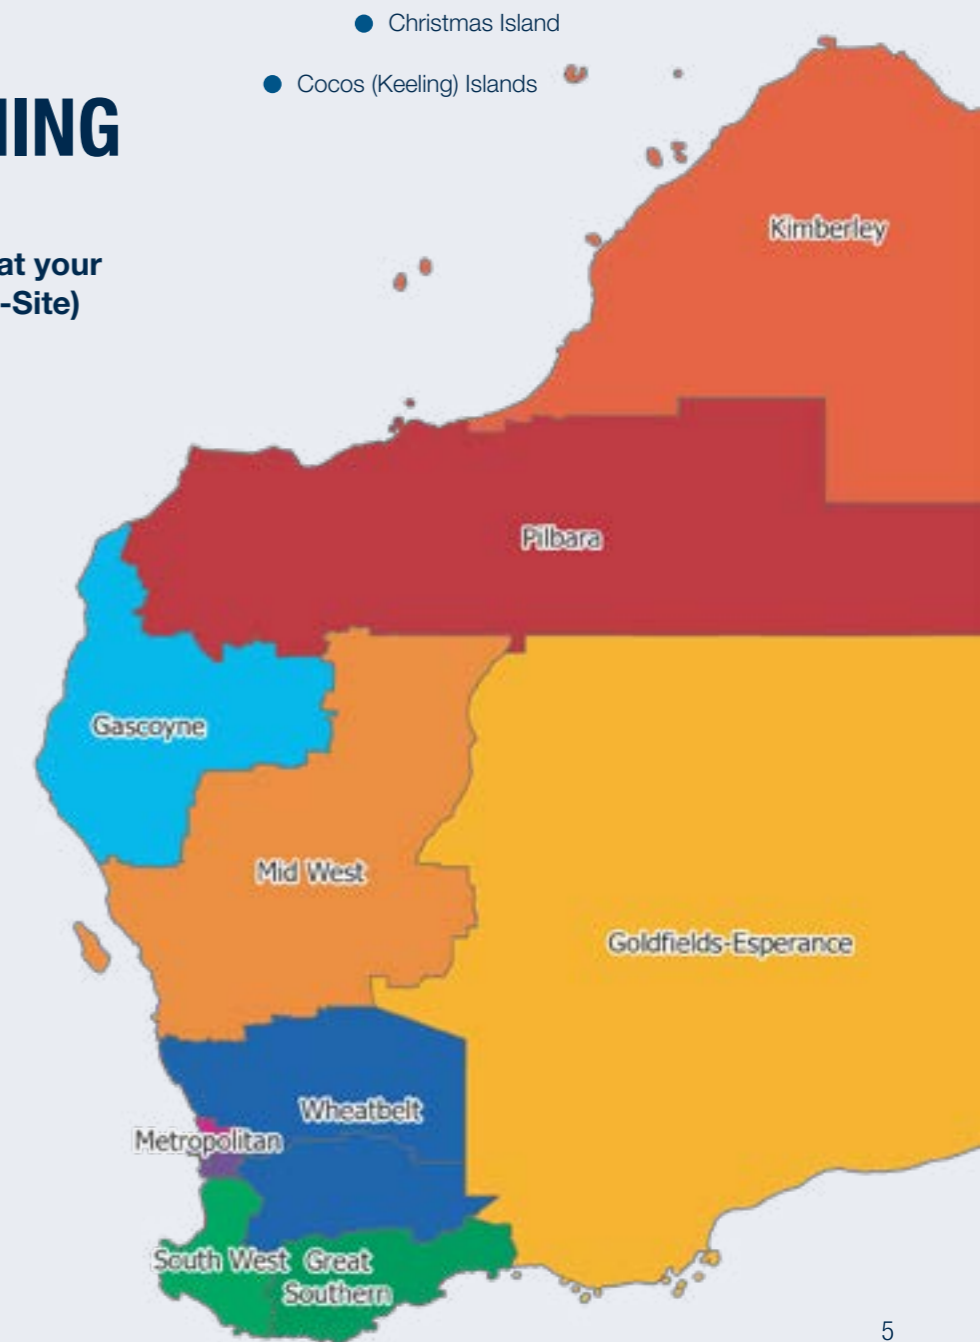 Christmas Island
Cocos (Keeling) Islands
NING
at your
-Site)
Kimberley
Pilbara
Gascoyne
Mid West
Goldfields-Esperance
Wheatbelt
Metropolitan
South West
Great
Southern
5